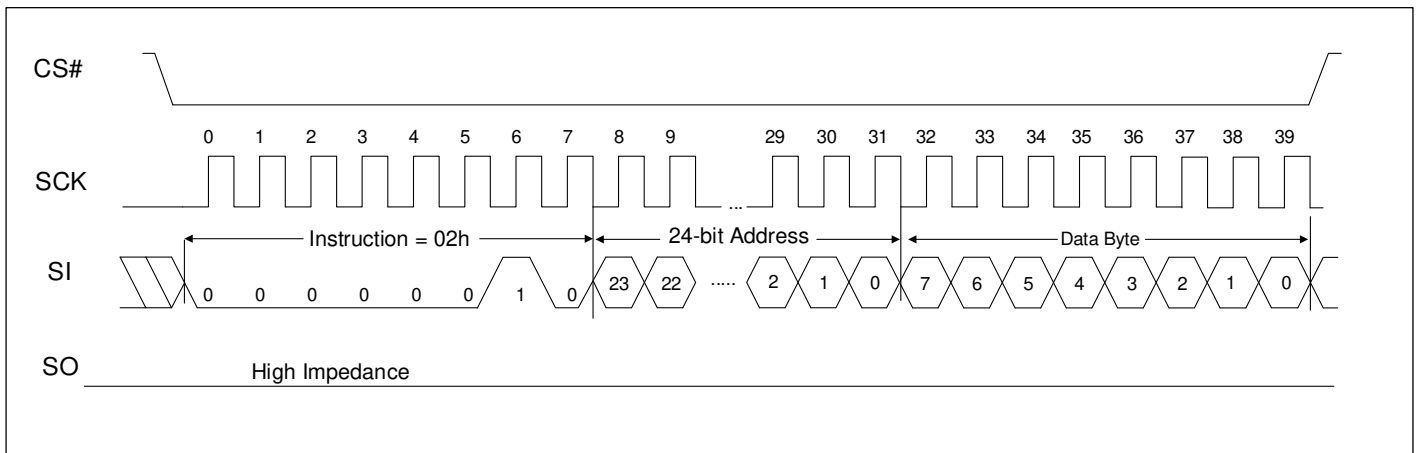 CS#
0 1 2 3 4 5 6 7 8 9 29 30 31 32 33 34 35 36 37 38 39
SCK
...
Instruction = 02h 24-bit Address Data Byte
SI
0 0 0 0 0 0 1 0 23 22 ..... 2 1 0 7 6 5 4 3 2 1 0
SO
High Impedance